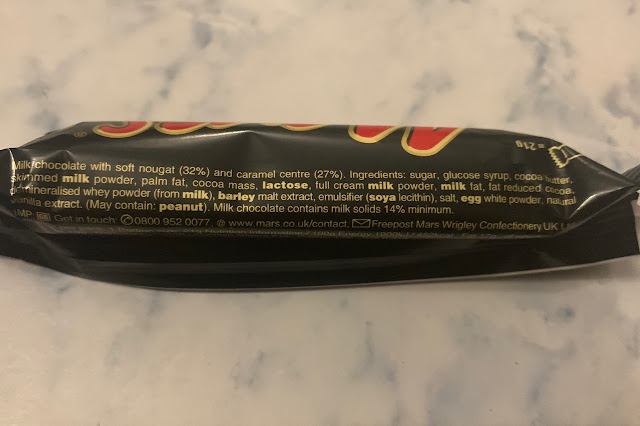 Mars
= 21g
Milk chocolate with soft nougat (32%) and caramel centre (27%). Ingredients: sugar, glucose syrup, cocoa butter,
skimmed milk powder, palm fat, cocoa mass, lactose, full cream milk powder, milk fat, fat reduced cocoa,
demineralised whey powder (from milk), barley malt extract, emulsifier (soya lecithin), salt, egg white powder, natural
vanilla extract. (May contain: peanut). Milk chocolate contains milk solids 14% minimum.
Get in touch: 0800 952 0077, @ www.mars.co.uk/contact, Freepost Mars Wrigley Confectionery UK